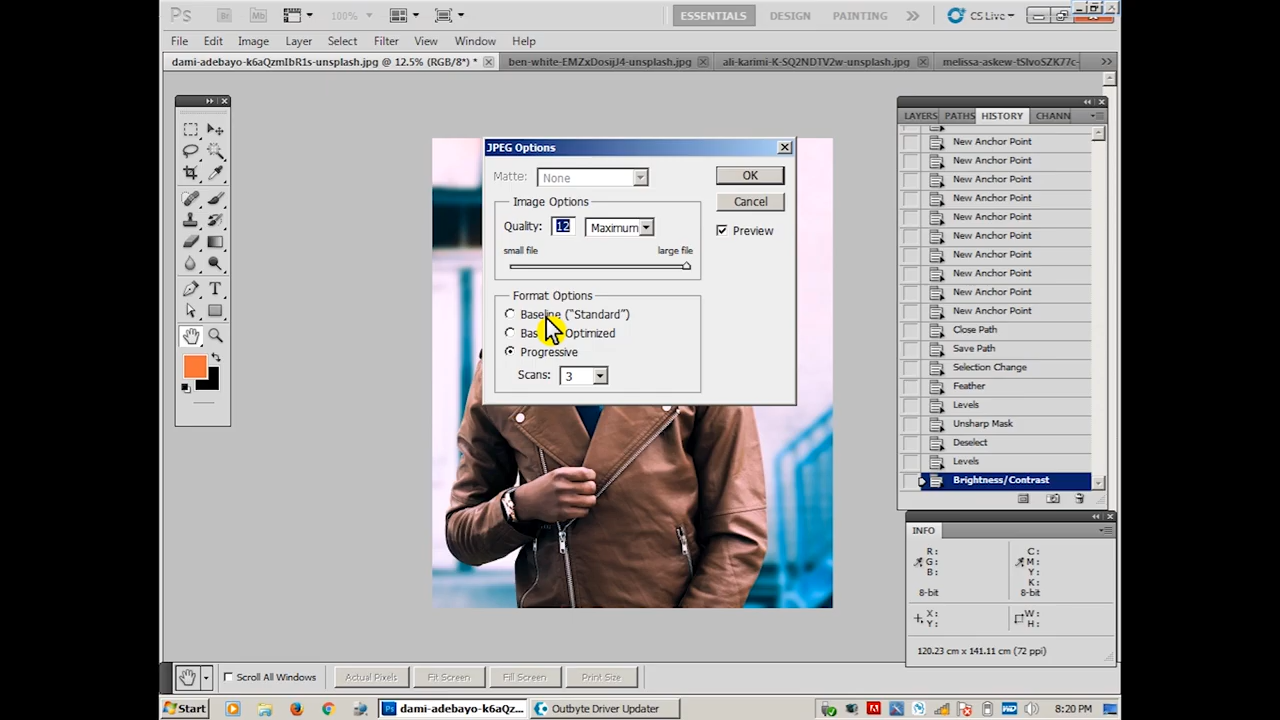 Ps Br Mb 100% ESSENTIALS DESIGN PAINTING CS Live
File Edit Image Layer Select Filter View Window Help
dami-adebayo-k6aQzmIbR1s-unsplash.jpg @ 12.5% (RGB/8*) * ben-white-EMZxDosijJ4-unsplash.jpg ali-karimi-K-SQ2NDTV2w-unsplash.jpg melissa-askew-tSlvoSZK77c-
JPEG Options
Matte: None
OK
Image Options
Cancel
Quality: 12 Maximum
Preview
small file large file
Format Options
Baseline ("Standard")
Optimized
Progressive
Scans: 3
LAYERS PATHS HISTORY CHANN
New Anchor Point
New Anchor Point
New Anchor Point
New Anchor Point
New Anchor Point
New Anchor Point
New Anchor Point
New Anchor Point
New Anchor Point
New Anchor Point
Close Path
Save Path
Selection Change
Feather
Levels
Unsharp Mask
Deselect
Levels
Brightness/Contrast
INFO
R: C:
G: M:
B: Y:
K:
8-bit 8-bit
X: W:
Y: H:
120.23 cm x 141.11 cm (72 ppi)
Scroll All Windows Actual Pixels Fit Screen Fill Screen Print Size
Start Ps dami-adebayo-k6aQz... Outbyte Driver Updater 8:20 PM